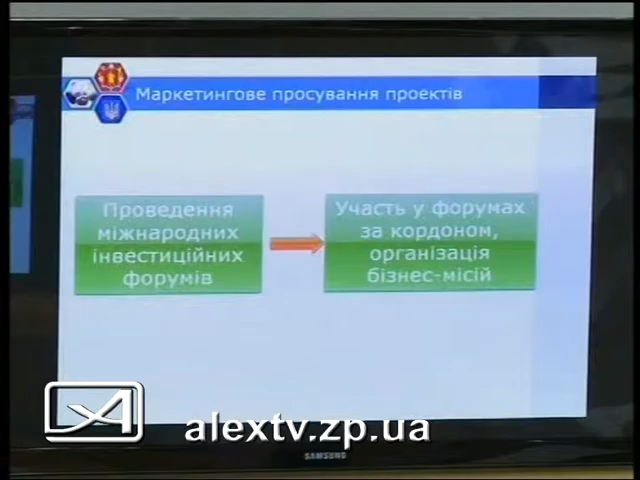 Маркетингове просування проектів
Проведення
міжнародних
інвестиційних
форумів
Участь у форумах
за кордоном,
організація
бізнес-місій
alextv.zp.ua
SAMSUNG